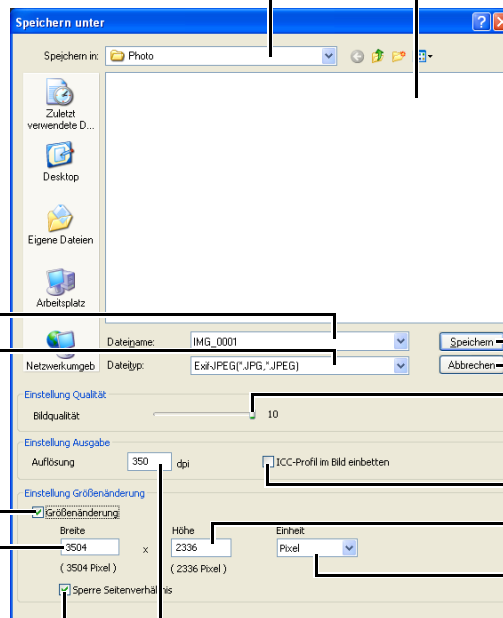 Speichern unter
Speichern in: Photo
Zuletzt
verwendete D...
Desktop
Eigene Dateien
Arbeitsplatz
Netzwerkumgeb
Dateiname: IMG_0001 Speichern
Dateityp: Exif-JPEG(*.JPG,*.JPEG) Abbrechen
Einstellung Qualität
Bildqualität 10
Einstellung Ausgabe
Auflösung 350 dpi ICC-Profil im Bild einbetten
Einstellung Größenänderung
Größenänderung
Breite Höhe Einheit
3504 x 2336 Pixel
( 3504 Pixel ) ( 2336 Pixel )
Sperre Seitenverhältnis